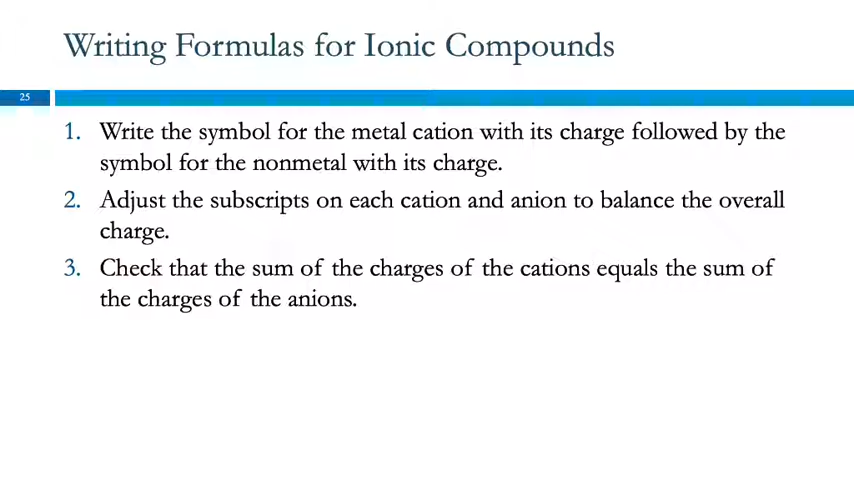 Writing Formulas for Ionic Compounds
25
1. Write the symbol for the metal cation with its charge followed by the
symbol for the nonmetal with its charge.
2. Adjust the subscripts on each cation and anion to balance the overall
charge.
3. Check that the sum of the charges of the cations equals the sum of
the charges of the anions.